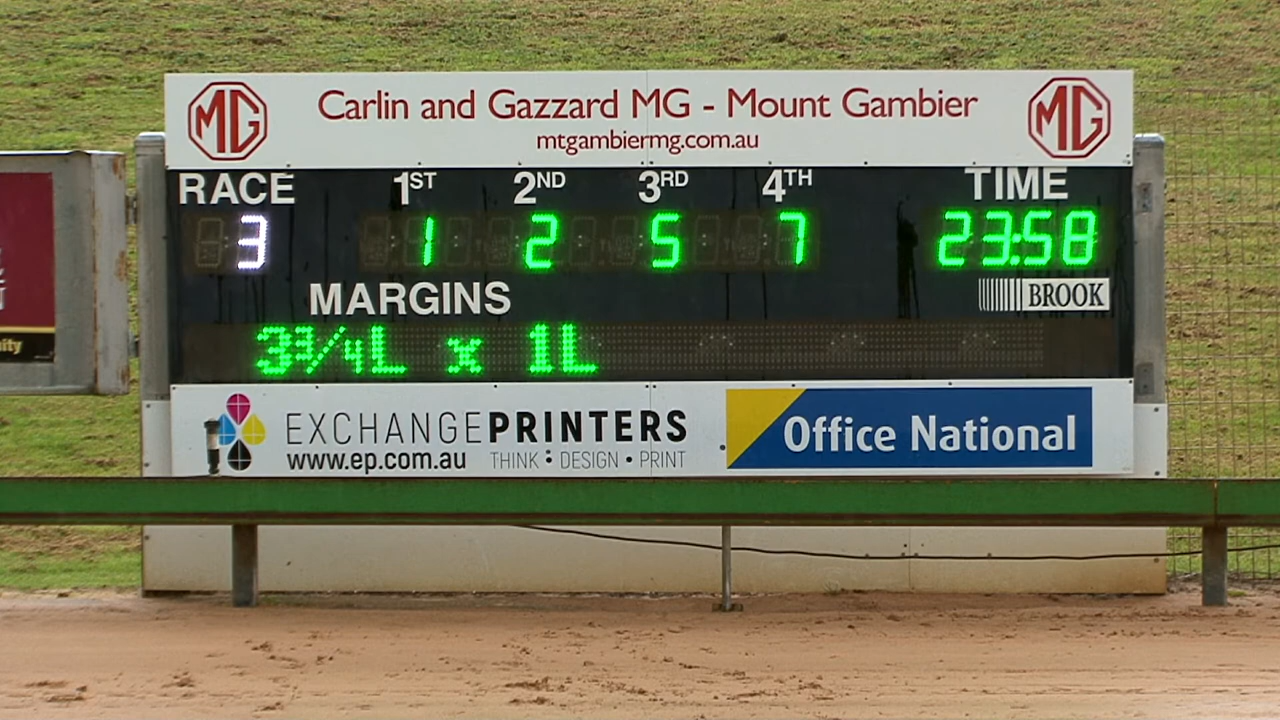 MG Carlin and Gazzard MG - Mount Gambier MG
mtgambiermg.com.au
RACE 1ST 2ND 3RD 4TH TIME
3 1 2 5 7 23:58
MARGINS BROOK
3¾L x 1L
EXCHANGEPRINTERS Office National
www.ep.com.au THINK : DESIGN • PRINT